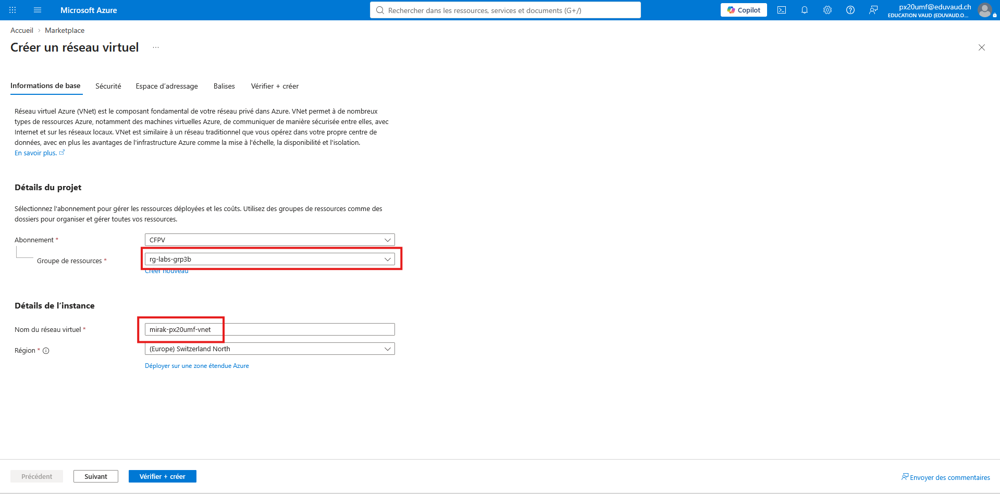 Microsoft Azure
Rechercher dans les ressources, services et documents (G+/)
Copilot
px20umf@eduvaud.ch
EDUCATION VAUD (EDUVAUD.O...
Accueil > Marketplace
Créer un réseau virtuel ...
Informations de base
Sécurité
Espace d’adressage
Balises
Vérifier + créer
Réseau virtuel Azure (VNet) est le composant fondamental de votre réseau privé dans Azure. VNet permet à de nombreux
types de ressources Azure, notamment des machines virtuelles Azure, de communiquer de manière sécurisée entre elles, avec
Internet et sur les réseaux locaux. VNet est similaire à un réseau traditionnel que vous opérez dans votre propre centre de
données, avec en plus les avantages de l'infrastructure Azure comme la mise à l'échelle, la disponibilité et l'isolation.
En savoir plus.
Détails du projet
Sélectionnez l'abonnement pour gérer les ressources déployées et les coûts. Utilisez des groupes de ressources comme des
dossiers pour organiser et gérer toutes vos ressources.
Abonnement *
CFPV
Groupe de ressources *
rg-labs-grp3b
Créer nouveau
Détails de l’instance
Nom du réseau virtuel *
mirak-px20umf-vnet
Région *
(Europe) Switzerland North
Déployer sur une zone étendue Azure
Précédent
Suivant
Vérifier + créer
Envoyer des commentaires